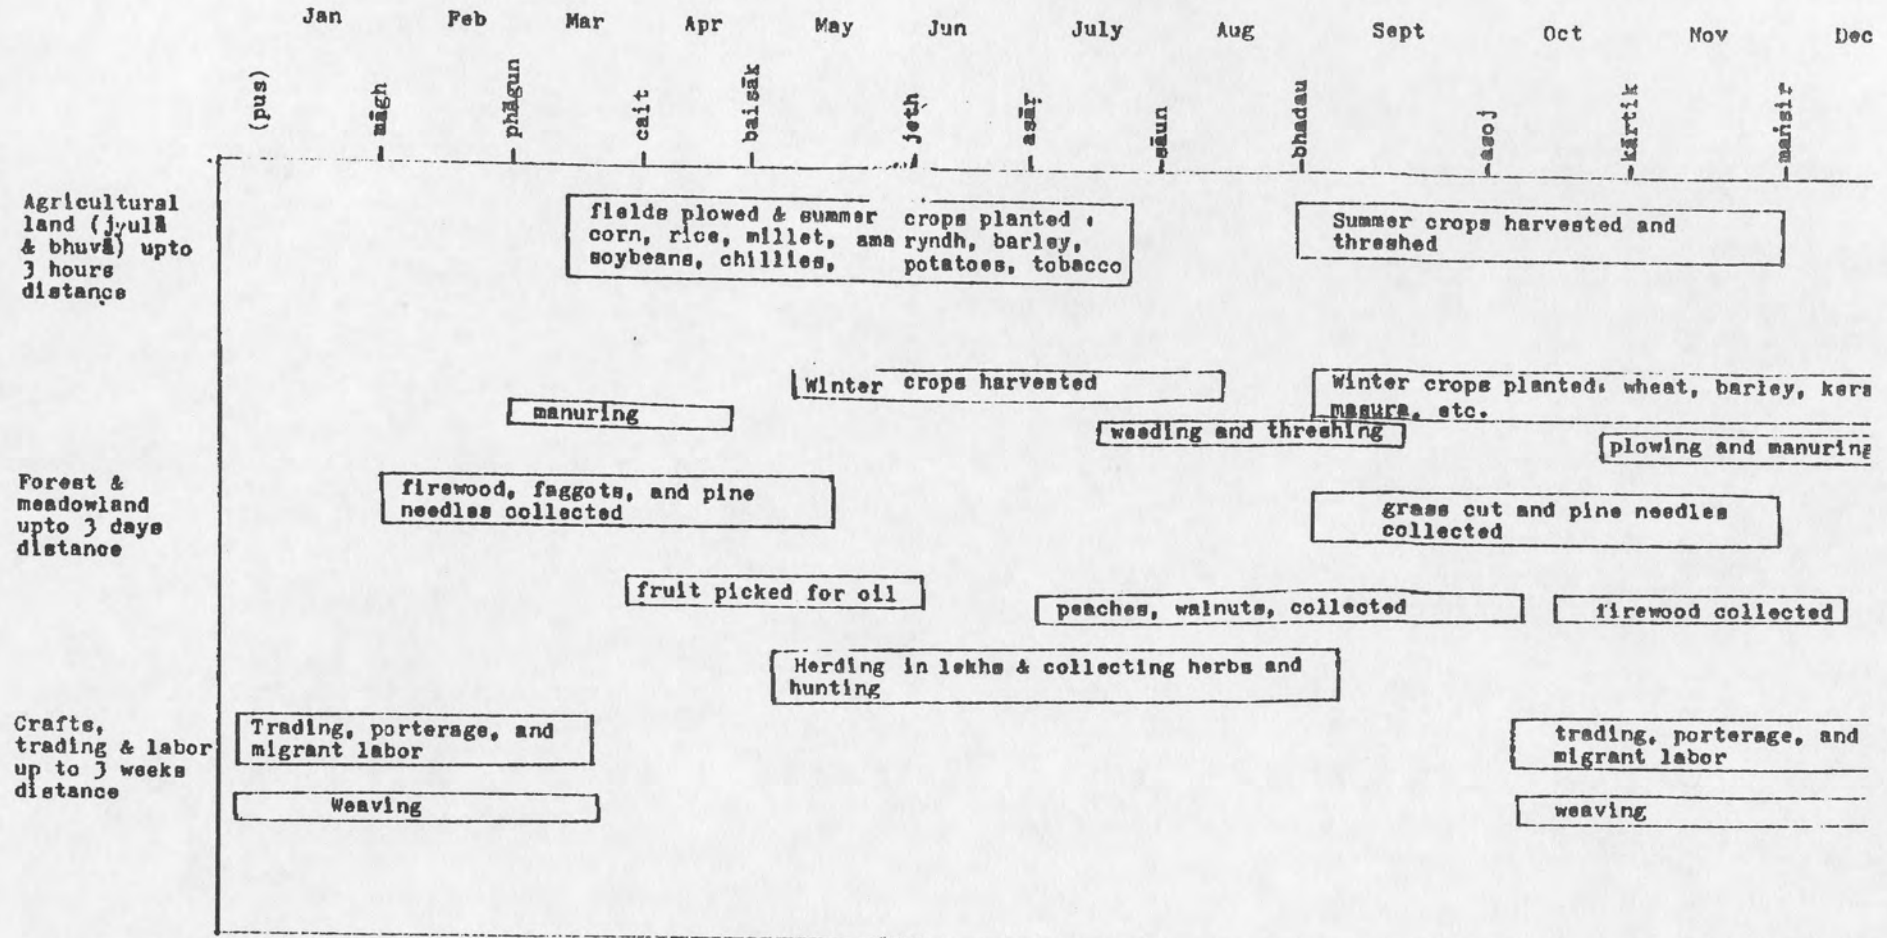 Jan Feb Mar Apr May Jun July Aug Sept Oct Nov Dec
(pus) māgh phāgun cait baisāk jeth asāṛ sāun bhadau asoj kārtik maṅsir
Agricultural
land (jyulā
& bhuvā) upto
3 hours
distance
fields plowed & summer crops planted :
corn, rice, millet, ama ryndh, barley,
soybeans, chillies, potatoes, tobacco
Summer crops harvested and
threshed
Winter crops harvested
Winter crops planted: wheat, barley, kera
masura, etc.
manuring
weeding and threshing
plowing and manuring
Forest &
meadowland
upto 3 days
distance
firewood, faggots, and pine
needles collected
grass cut and pine needles
collected
fruit picked for oil
peaches, walnuts, collected
firewood collected
Herding in lekhs & collecting herbs and
hunting
Crafts,
trading & labor
up to 3 weeks
distance
Trading, porterage, and
migrant labor
trading, porterage, and
migrant labor
Weaving
weaving